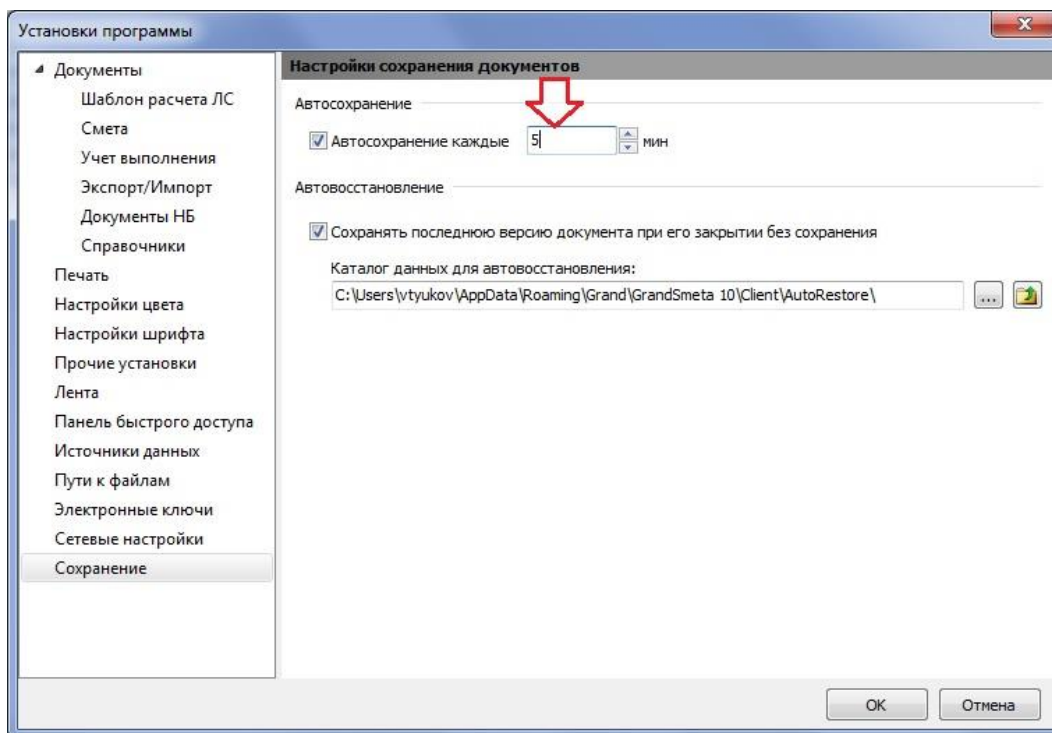 Установки программы
Документы
Шаблон расчета ЛС
Смета
Учет выполнения
Экспорт/Импорт
Документы НБ
Справочники
Печать
Настройки цвета
Настройки шрифта
Прочие установки
Лента
Панель быстрого доступа
Источники данных
Пути к файлам
Электронные ключи
Сетевые настройки
Сохранение
Настройки сохранения документов
Автосохранение
Автосохранение каждые 5 мин
Автовосстановление
Сохранять последнюю версию документа при его закрытии без сохранения
Каталог данных для автовосстановления:
C:\Users\vtyukov\AppData\Roaming\Grand\GrandSmeta 10\Client\AutoRestore\
...
ОК Отмена